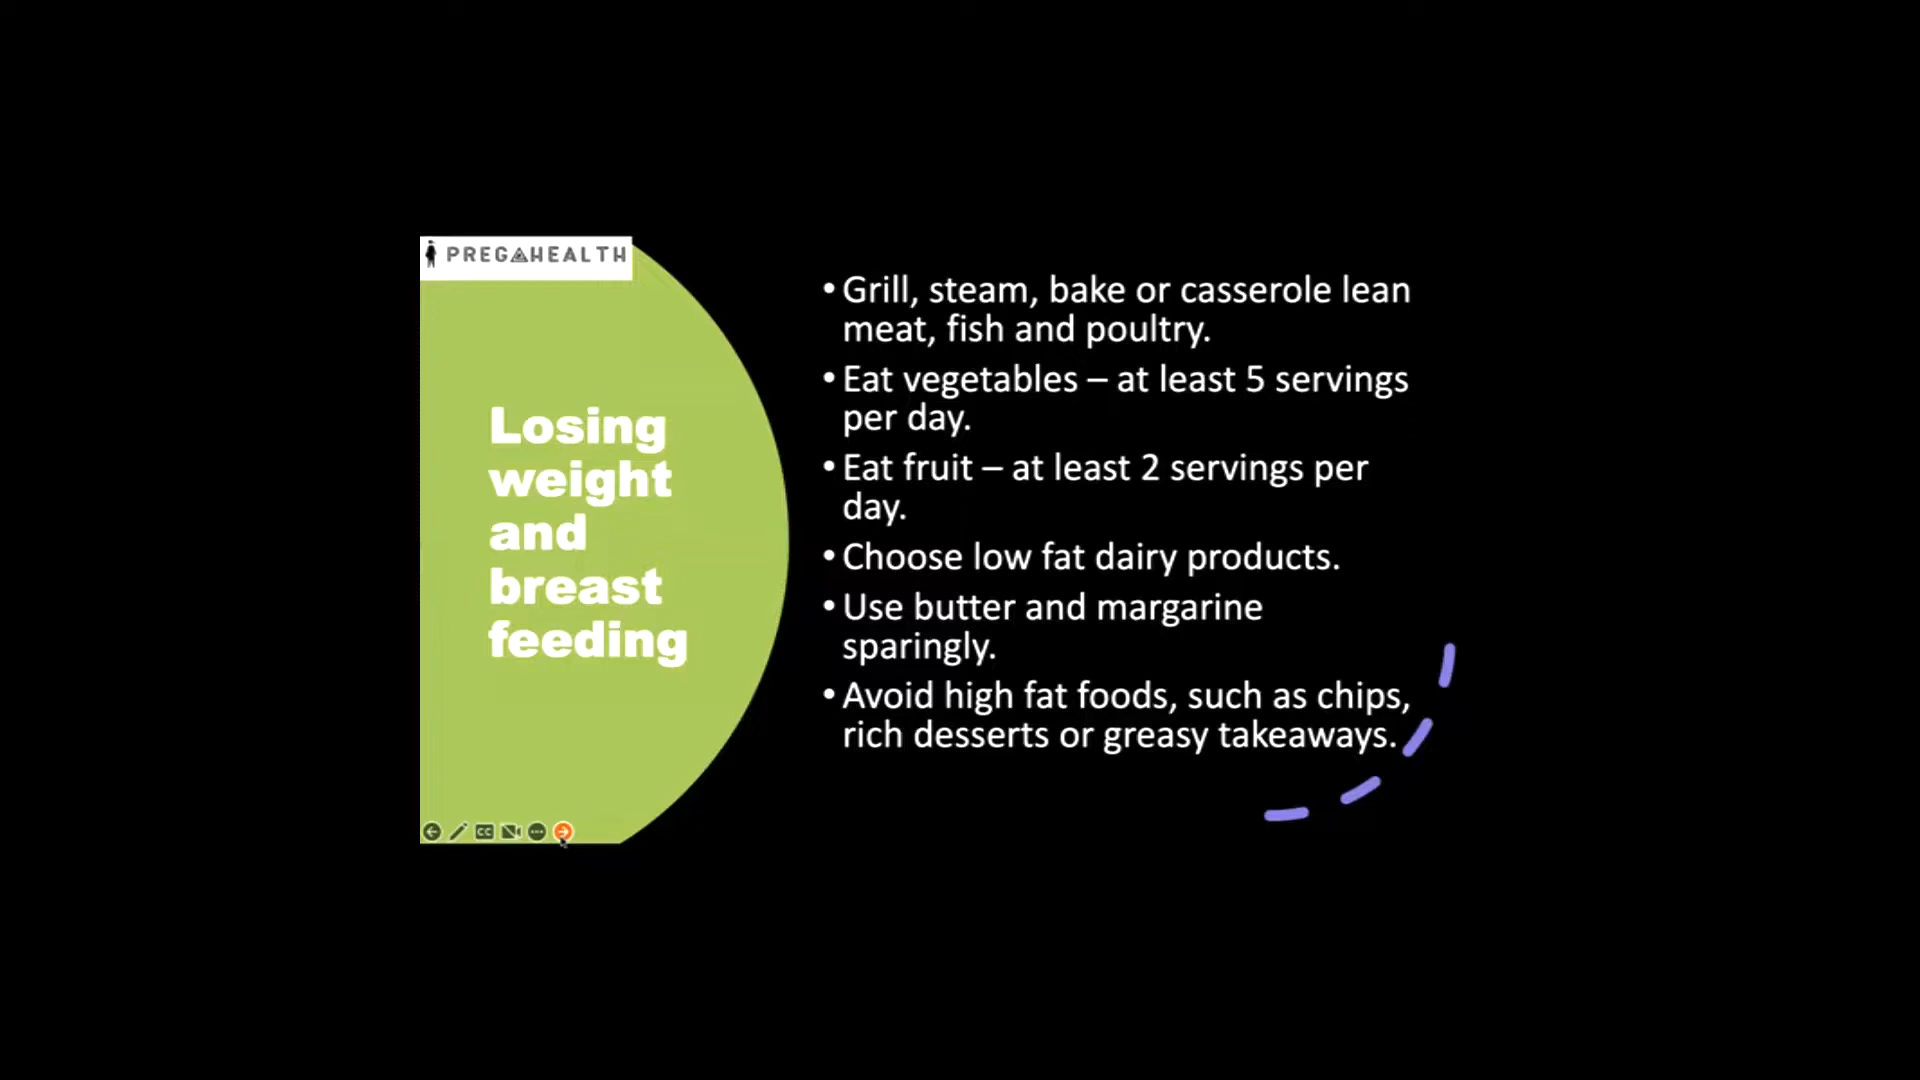 PREGAHEALTH
Losing
weight
and
breast
feeding
• Grill, steam, bake or casserole lean
meat, fish and poultry.
• Eat vegetables – at least 5 servings
per day.
• Eat fruit – at least 2 servings per
day.
• Choose low fat dairy products.
• Use butter and margarine
sparingly.
• Avoid high fat foods, such as chips,
rich desserts or greasy takeaways.
CC